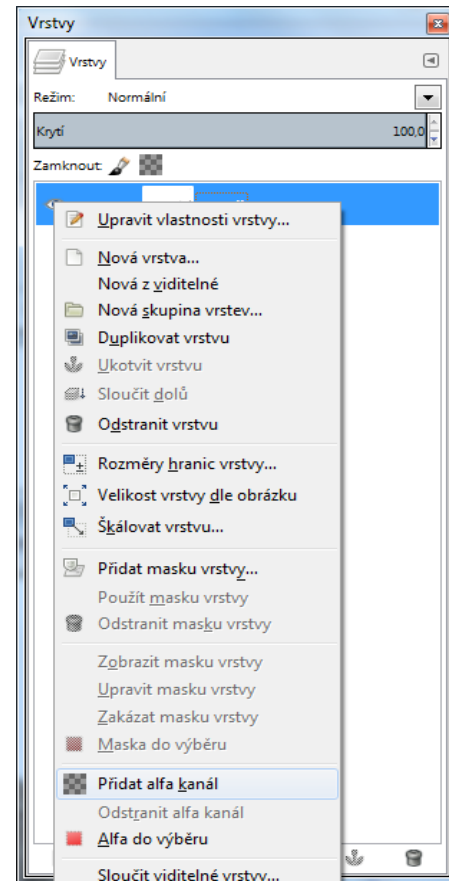 Vrstvy
Vrstvy
Režim: Normální
Krytí 100,0
Zamknout:
Upravit vlastnosti vrstvy...
Nová vrstva...
Nová z viditelné
Nová skupina vrstev...
Duplikovat vrstvu
Ukotvit vrstvu
Sloučit dolů
Odstranit vrstvu
Rozměry hranic vrstvy...
Velikost vrstvy dle obrázku
Škálovat vrstvu...
Přidat masku vrstvy...
Použít masku vrstvy
Odstranit masku vrstvy
Zobrazit masku vrstvy
Upravit masku vrstvy
Zakázat masku vrstvy
Maska do výběru
Přidat alfa kanál
Odstranit alfa kanál
Alfa do výběru
Sloučit viditelné vrstvy...